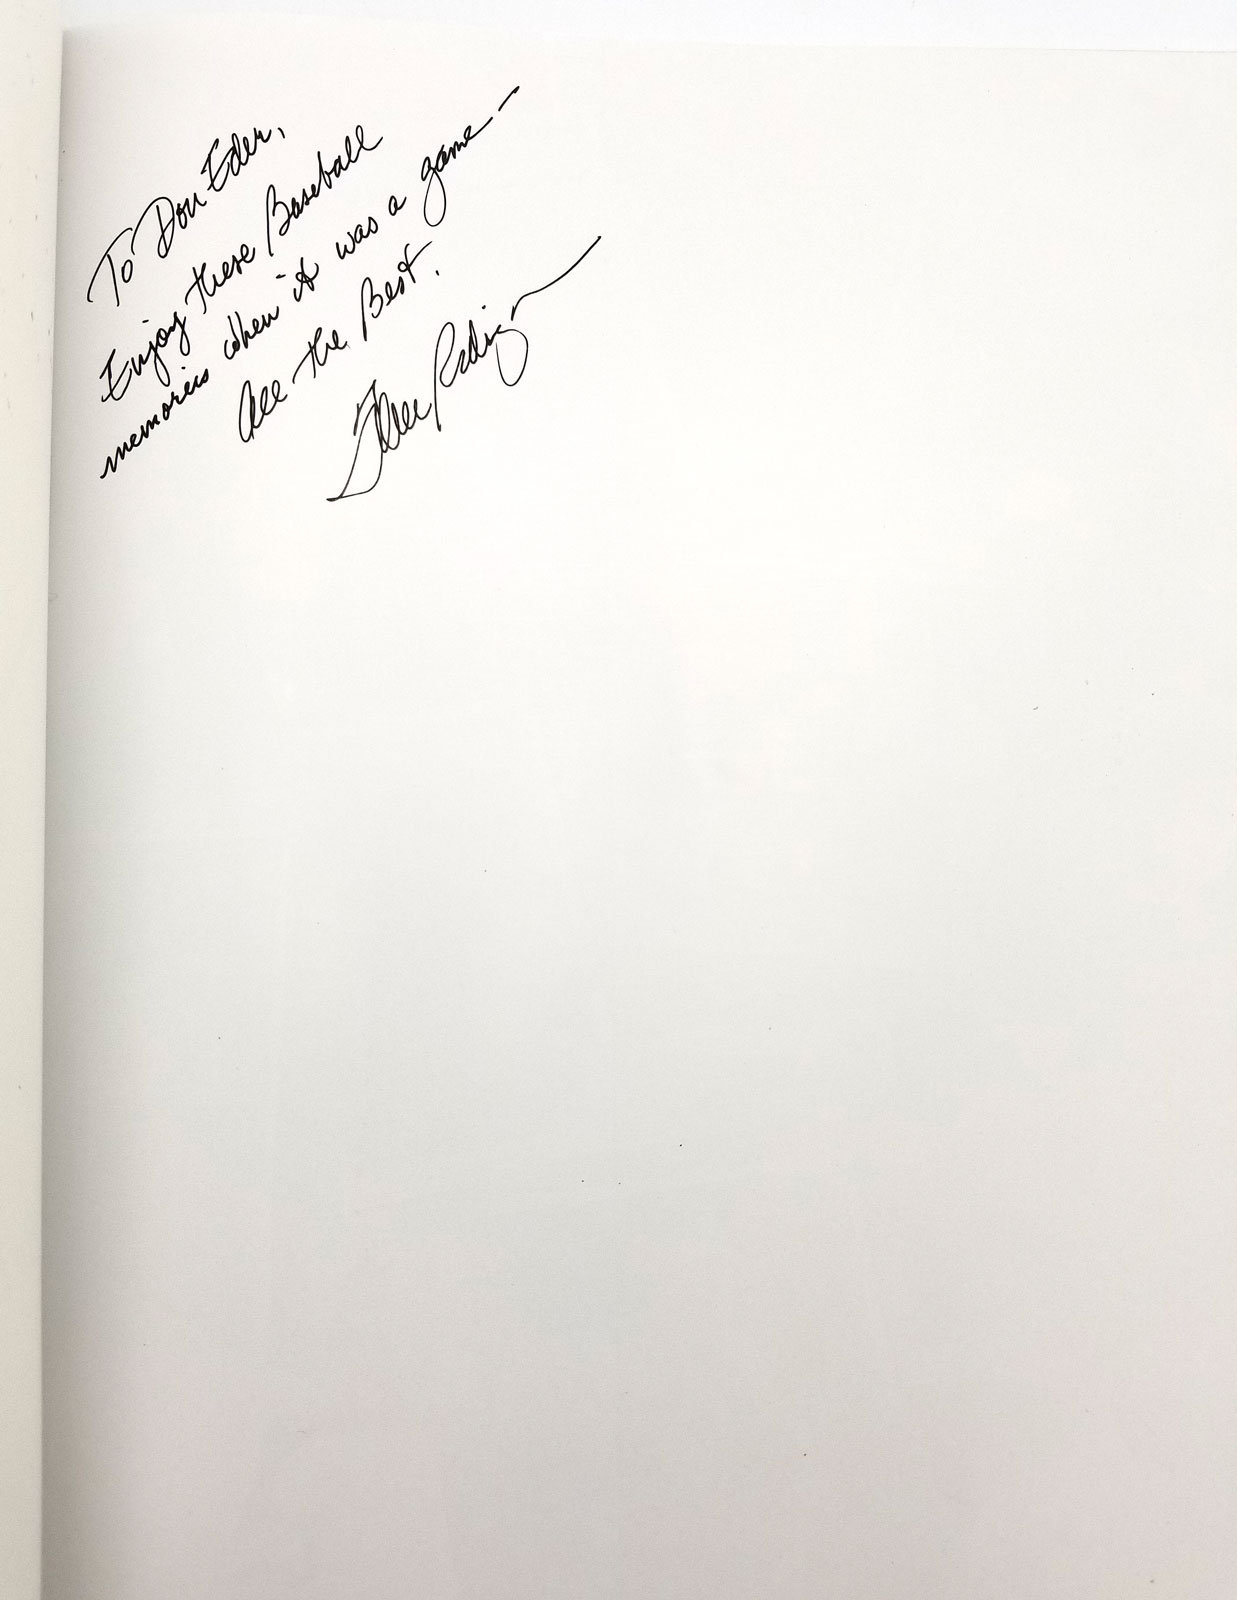 To Don Eder,
Enjoy these Baseball
memories when it was a game -
All the Best.